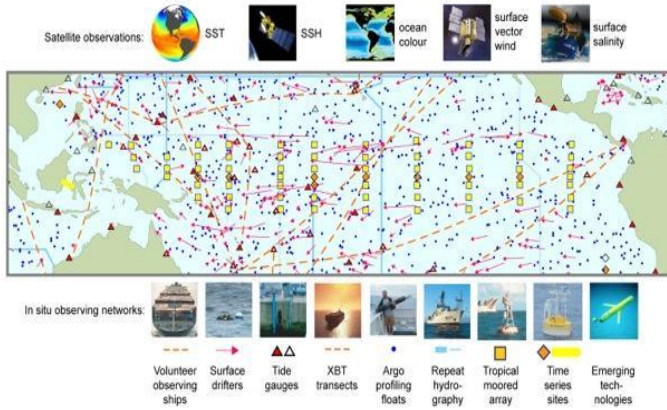 Satellite observations:
SST
SSH
ocean
colour
surface
vector
wind
surface
salinity
In situ observing networks:
Volunteer
observing
ships
Surface
drifters
Tide
gauges
XBT
transects
Argo
profiling
floats
Repeat
hydro-
graphy
Tropical
moored
array
Time
series
sites
Emerging
tech-
nologies